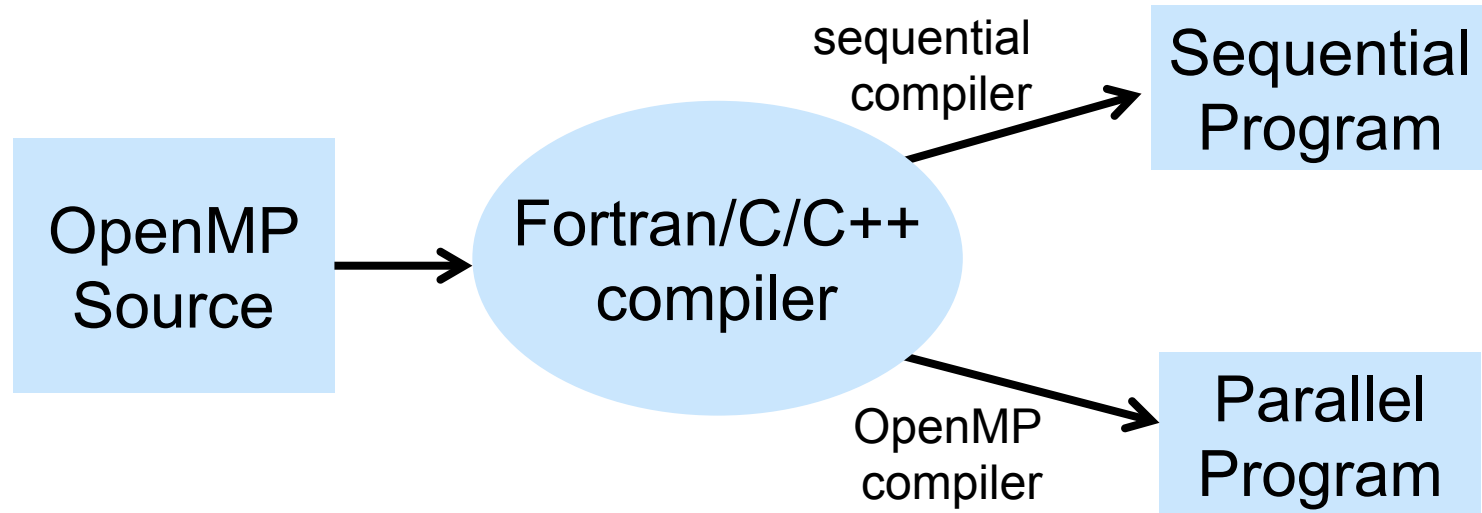 OpenMP
Source
Fortran/C/C++
compiler
sequential
compiler
Sequential
Program
OpenMP
compiler
Parallel
Program